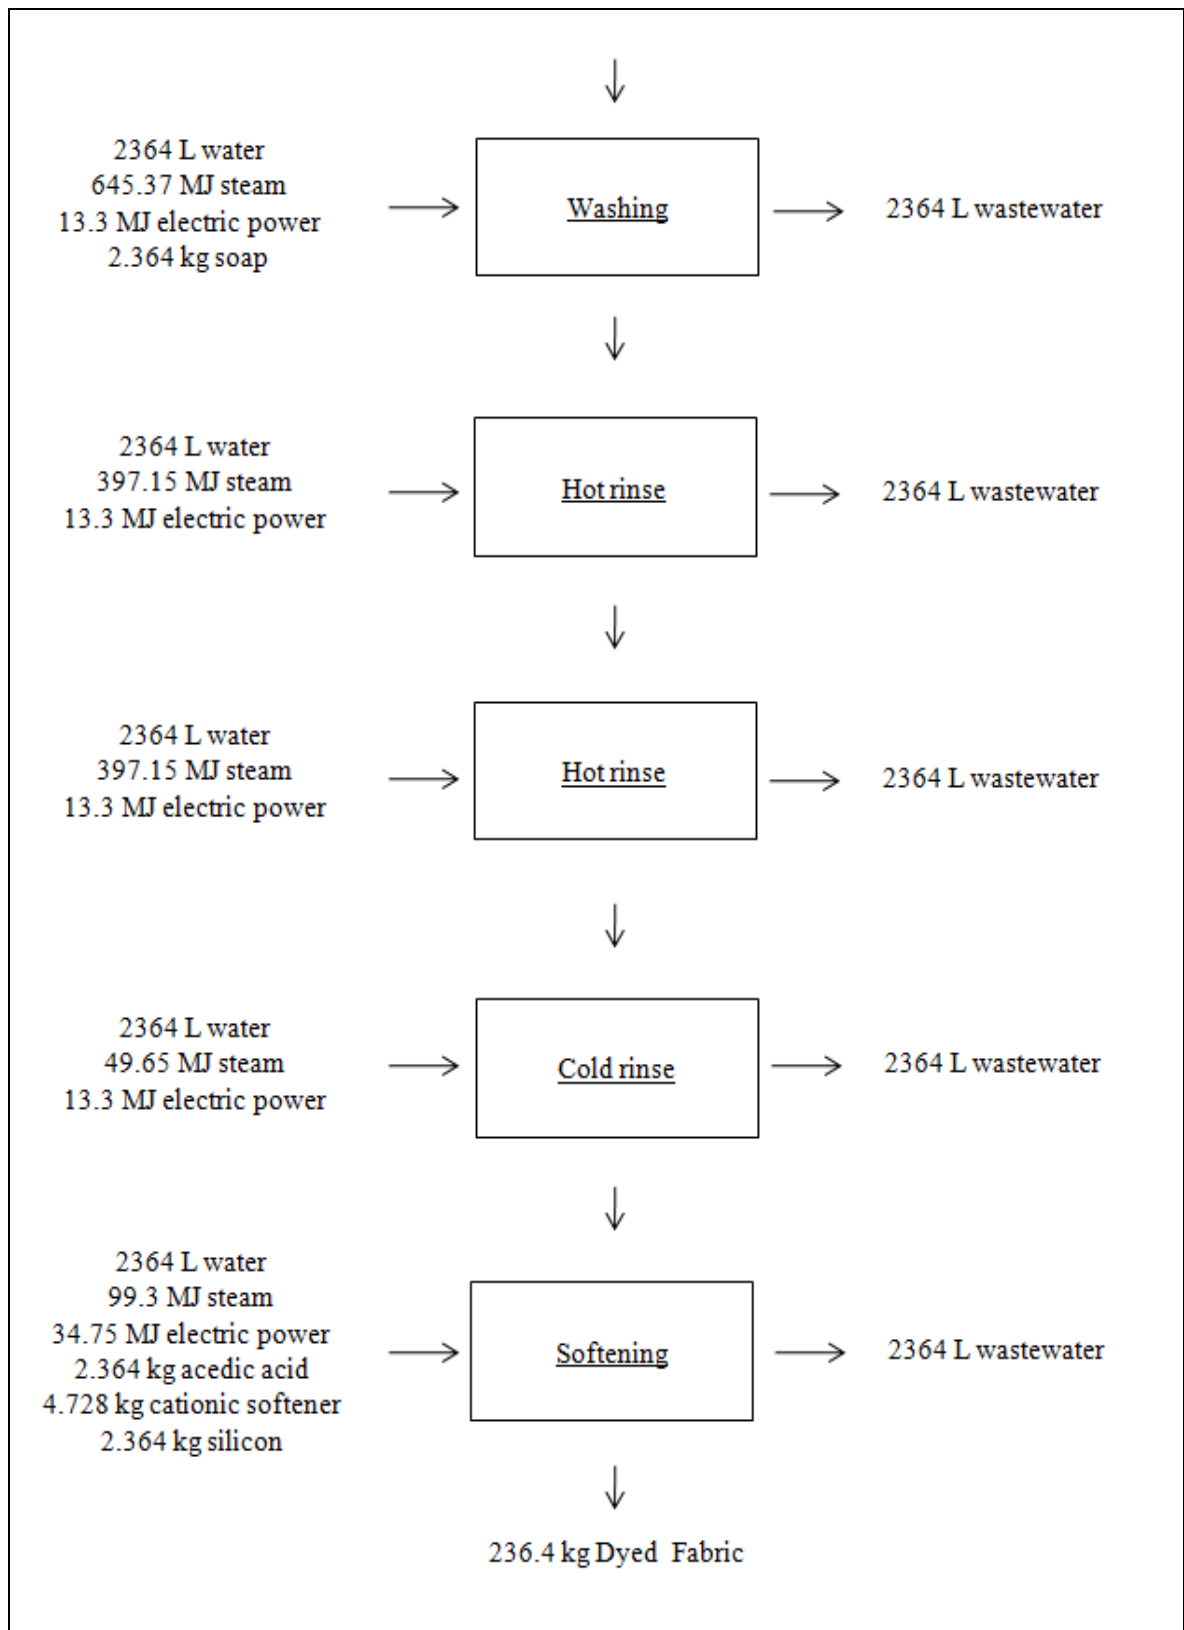 2364 L water
645.37 MJ steam
13.3 MJ electric power
2.364 kg soap
Washing
2364 L wastewater
2364 L water
397.15 MJ steam
13.3 MJ electric power
Hot rinse
2364 L wastewater
2364 L water
397.15 MJ steam
13.3 MJ electric power
Hot rinse
2364 L wastewater
2364 L water
49.65 MJ steam
13.3 MJ electric power
Cold rinse
2364 L wastewater
2364 L water
99.3 MJ steam
34.75 MJ electric power
2.364 kg acedic acid
4.728 kg cationic softener
2.364 kg silicon
Softening
2364 L wastewater
236.4 kg Dyed Fabric